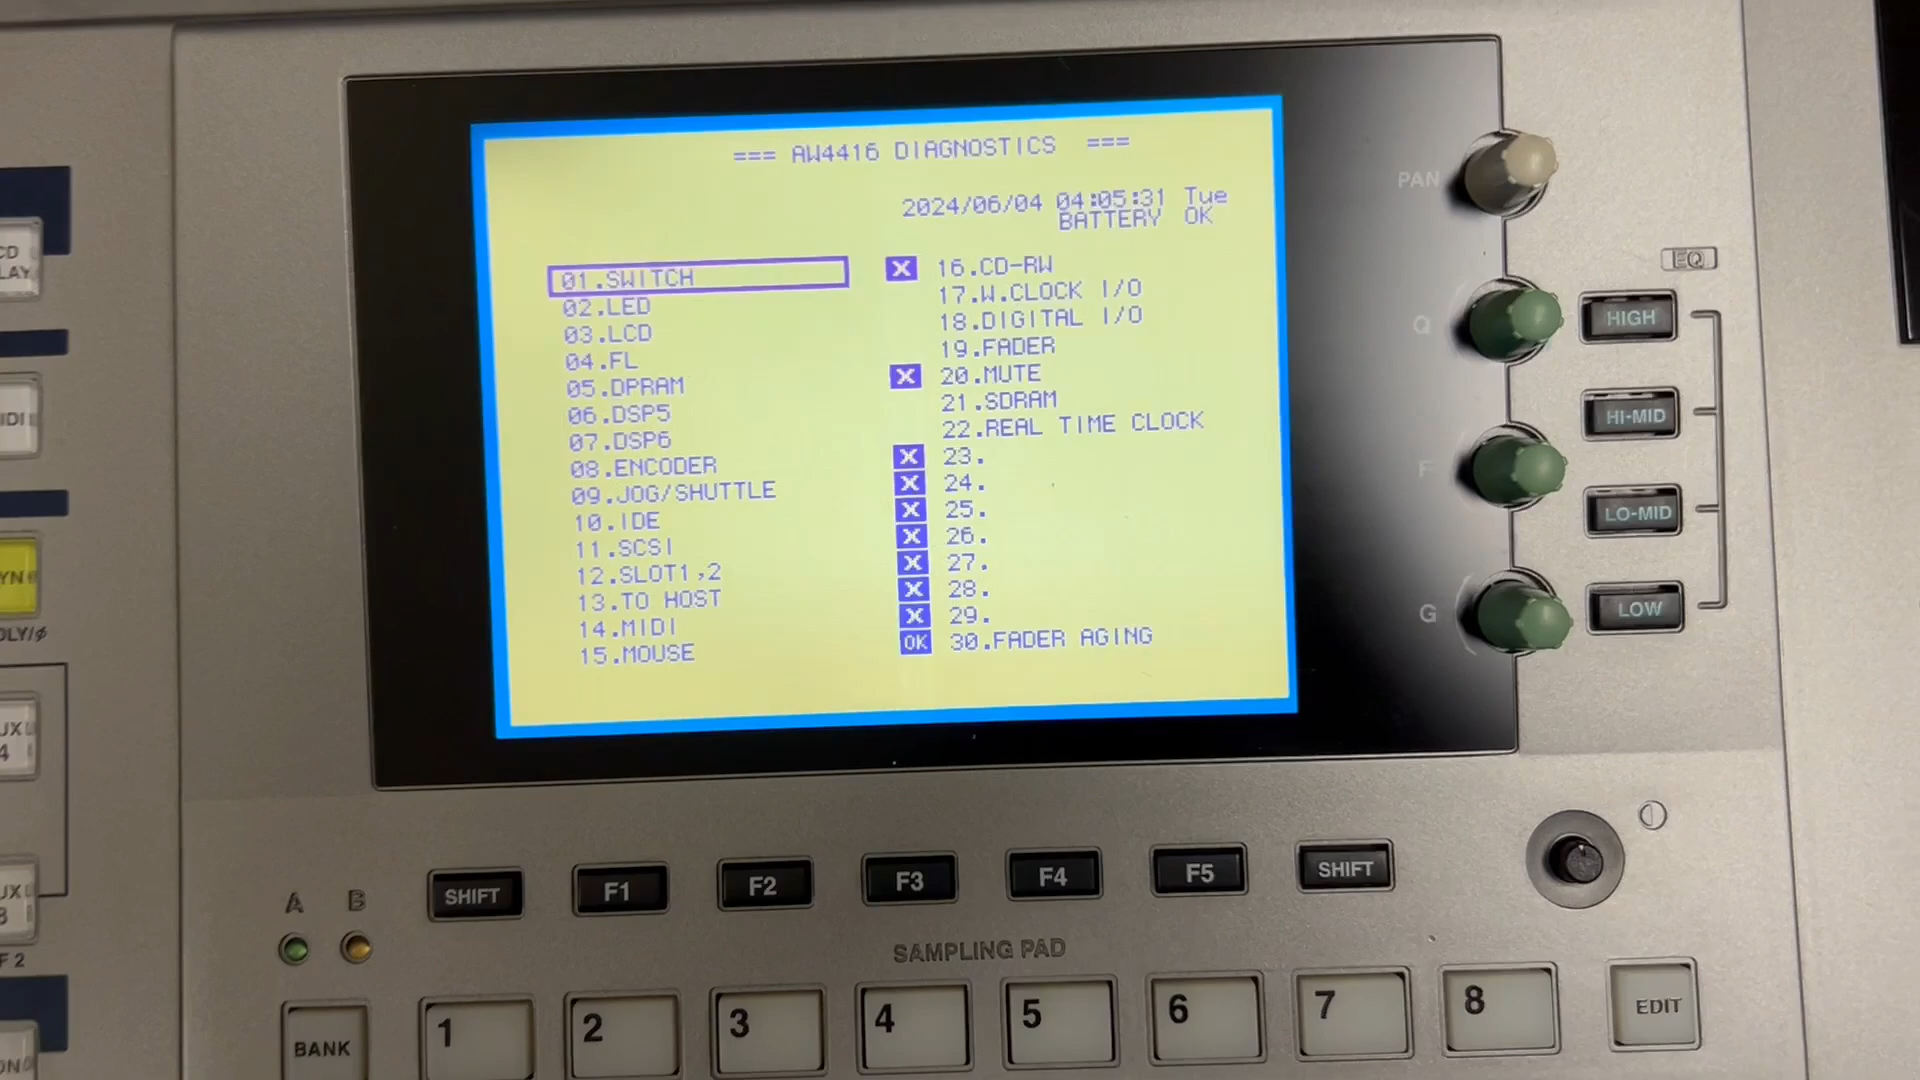 === AW4416 DIAGNOSTICS ===
2024/06/04 04:05:31 Tue
BATTERY OK
01.SWITCH
02.LED
03.LCD
04.FL
05.DPRAM
06.DSP5
07.DSP6
08.ENCODER
09.JOG/SHUTTLE
10.IDE
11.SCSI
12.SLOT1,2
13.TO HOST
14.MIDI
15.MOUSE
X 16.CD-RW
17.W.CLOCK I/O
18.DIGITAL I/O
19.FADER
X 20.MUTE
21.SDRAM
22.REAL TIME CLOCK
X 23.
X 24.
X 25.
X 26.
X 27.
X 28.
X 29.
OK 30.FADER AGING
PAN
EQ
Q
HIGH
HI-MID
F
LO-MID
G
LOW
A B
SHIFT F1 F2 F3 F4 F5 SHIFT
SAMPLING PAD
BANK 1 2 3 4 5 6 7 8 EDIT